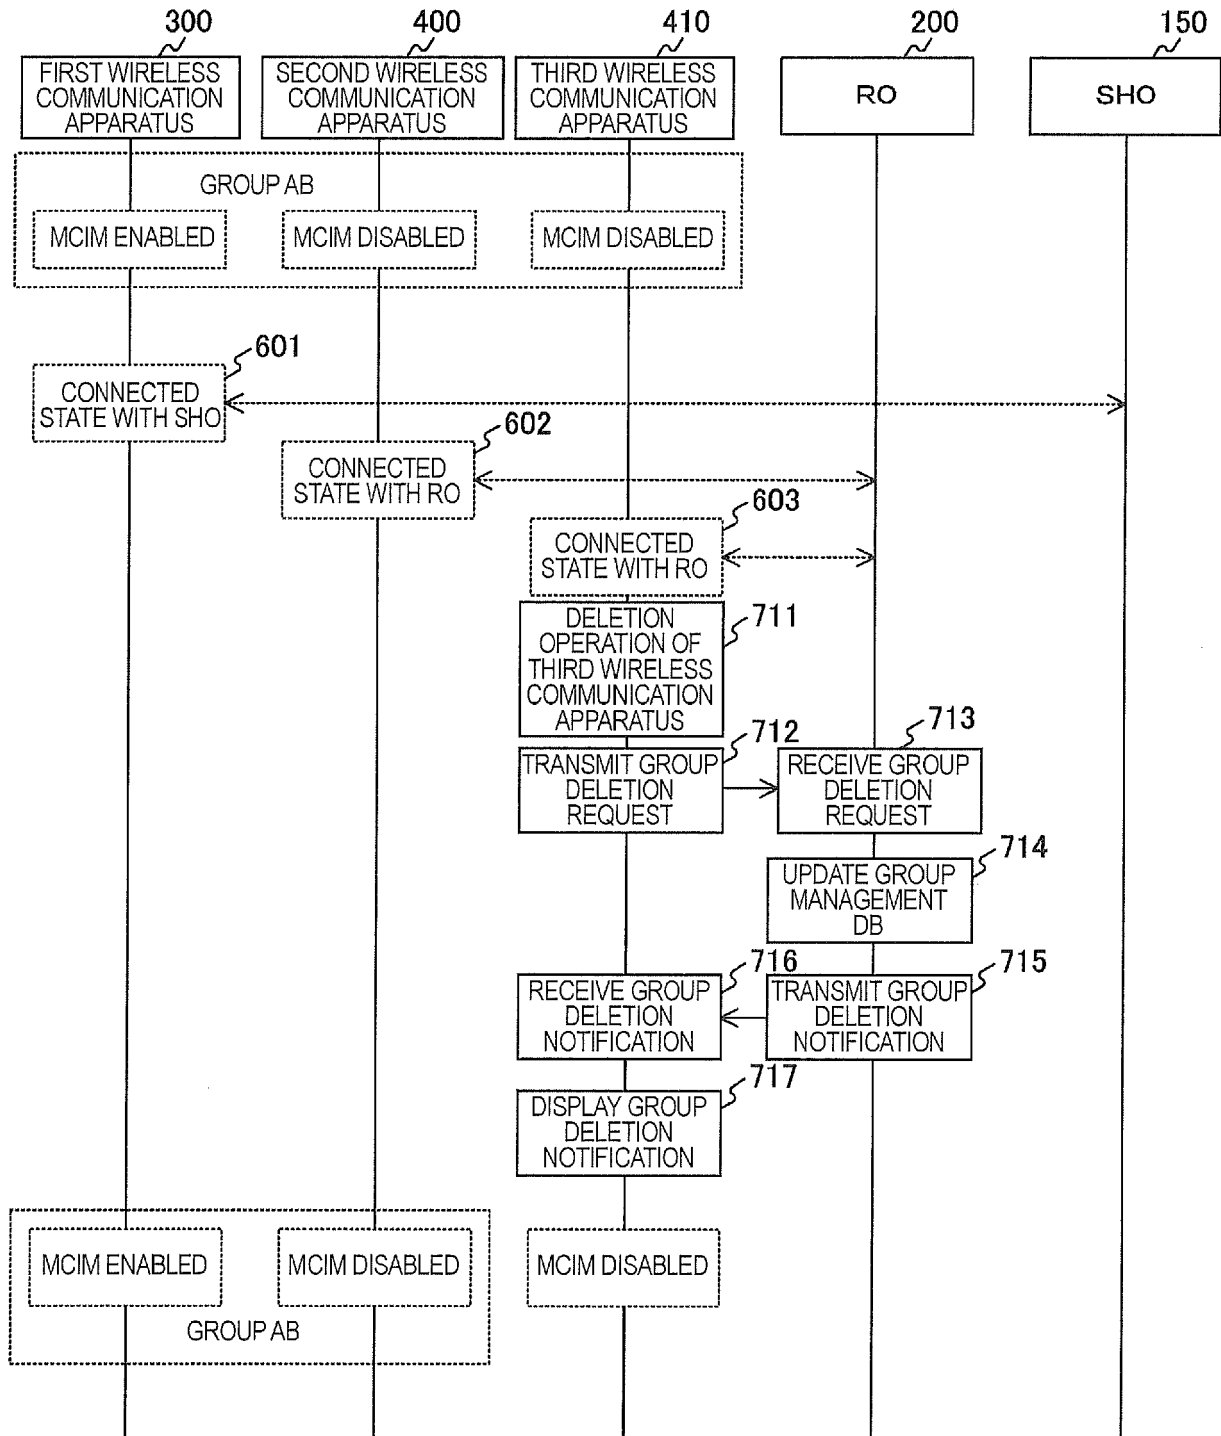 300
400
410
200
150
FIRST WIRELESS
COMMUNICATION
APPARATUS
SECOND WIRELESS
COMMUNICATION
APPARATUS
THIRD WIRELESS
COMMUNICATION
APPARATUS
RO
SHO
GROUP AB
MCIM ENABLED
MCIM DISABLED
MCIM DISABLED
601
CONNECTED
STATE WITH SHO
602
CONNECTED
STATE WITH RO
603
CONNECTED
STATE WITH RO
711
DELETION
OPERATION OF
THIRD WIRELESS
COMMUNICATION
APPARATUS
712
TRANSMIT GROUP
DELETION
REQUEST
713
RECEIVE GROUP
DELETION
REQUEST
714
UPDATE GROUP
MANAGEMENT
DB
716
RECEIVE GROUP
DELETION
NOTIFICATION
715
TRANSMIT GROUP
DELETION
NOTIFICATION
717
DISPLAY GROUP
DELETION
NOTIFICATION
MCIM ENABLED
MCIM DISABLED
MCIM DISABLED
GROUP AB